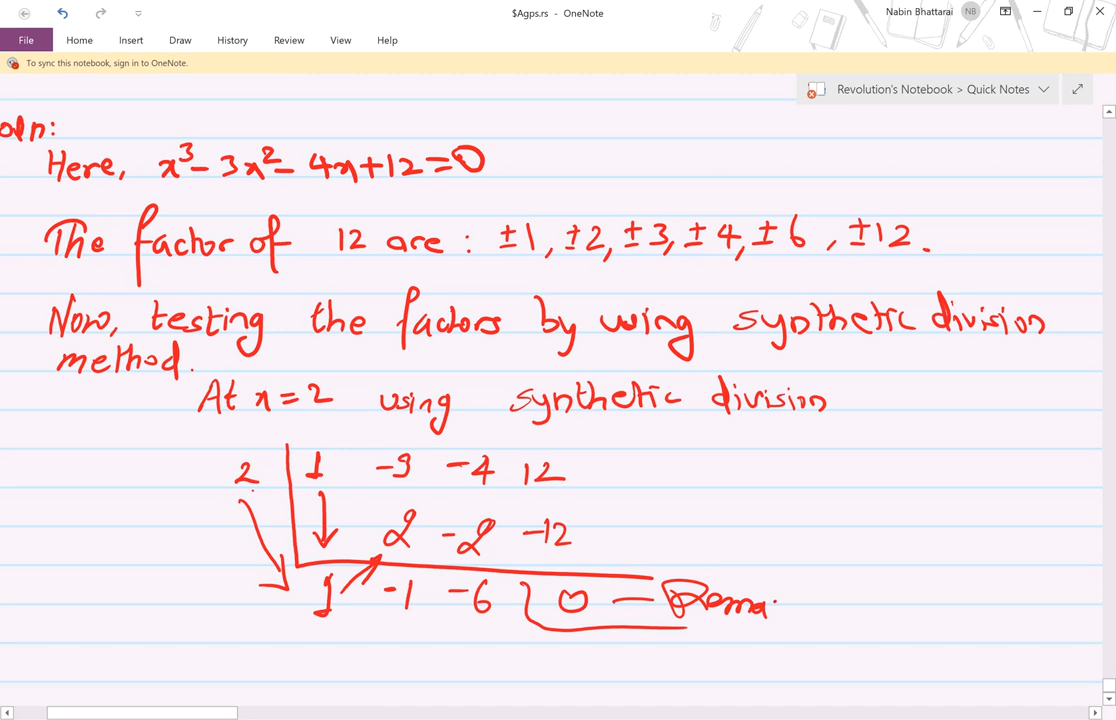 $Agps.rs - OneNote
Nabin Bhattarai NB
File Home Insert Draw History Review View Help
To sync this notebook, sign in to OneNote.
Revolution's Notebook > Quick Notes
oln:
Here, x³ - 3x² - 4x + 12 = 0
The factor of 12 are : ±1, ±2, ±3, ±4, ±6, ±12.
Now, testing the factors by using synthetic division
method.
At x = 2 using synthetic division
2 | 1 -3 -4 12
2 -2 -12
1 -1 -6 0 — Rema